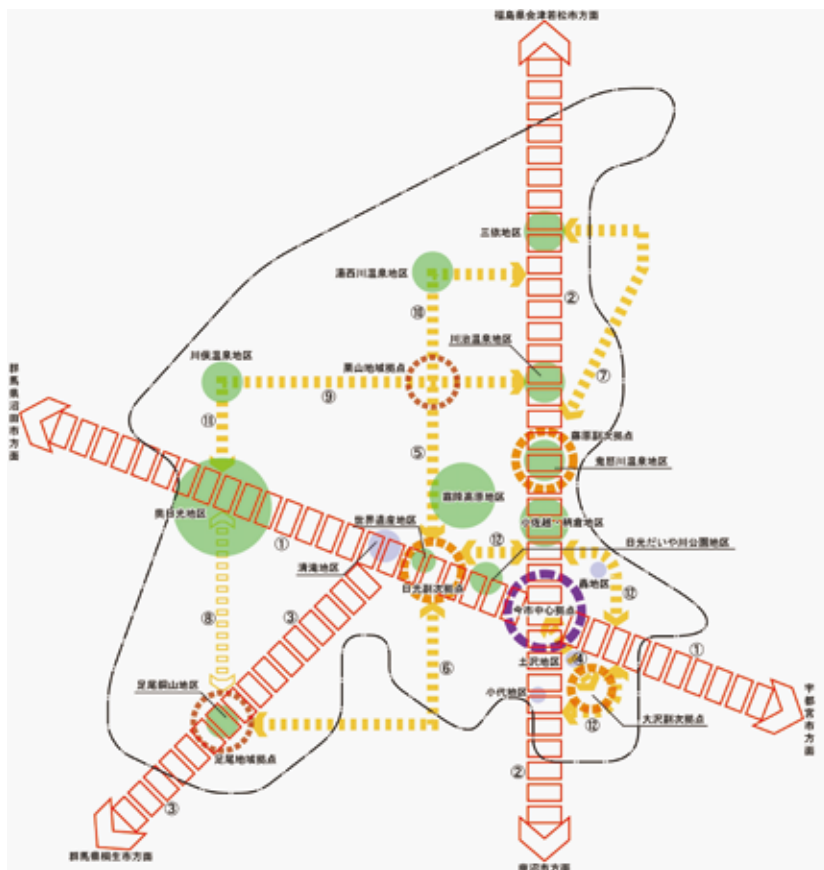 福島県会津若松市方面
三依地区
湯西川温泉地区
②
⑩
川治温泉地区
川俣温泉地区
栗山地域拠点
群馬県沼田市方面
⑨
⑦
⑪
藤原副次拠点
⑤
鬼怒川温泉地区
霧降高原地区
奥日光地区
世界遺産地区
小佐越・柄倉地区
①
⑫
日光だいや川公園地区
清滝地区
轟地区
日光副次拠点
⑫
③
今市中心拠点
⑧
土沢地区
④
①
⑥
足尾銅山地区
小代地区
宇都宮市方面
大沢副次拠点
⑫
足尾地域拠点
②
③
群馬県桐生市方面
鹿沼市方面